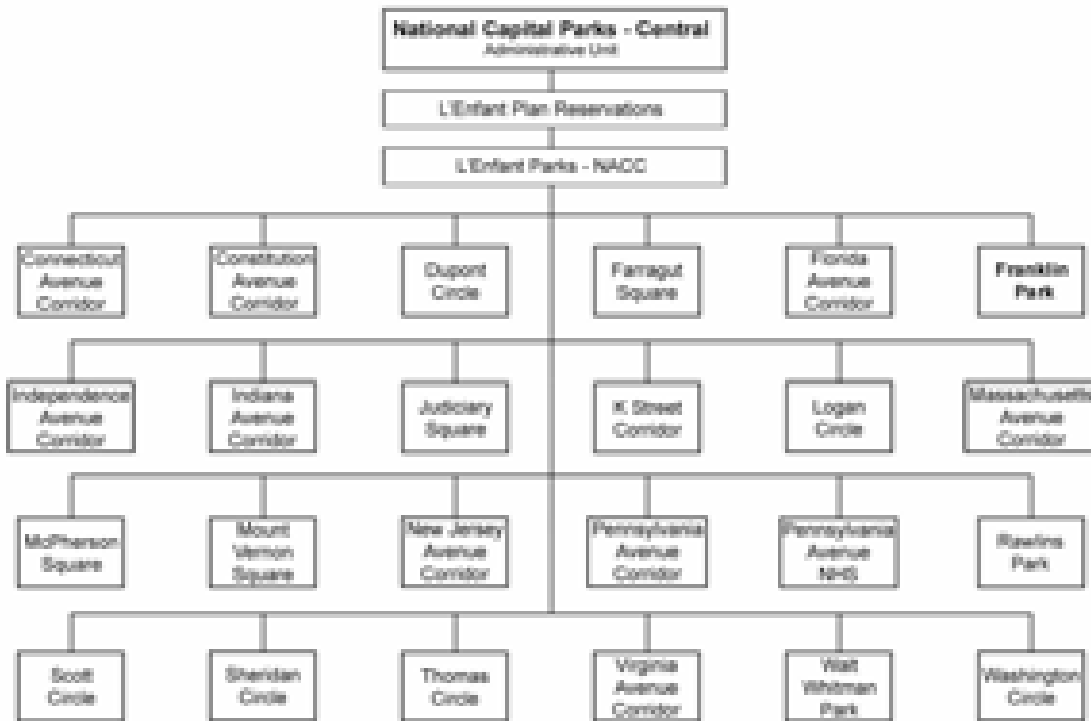 National Capital Parks - Central
Administrative Unit
L'Enfant Plan Reservations
L'Enfant Parks - NACC
Connecticut
Avenue
Corridor
Constitution
Avenue
Corridor
Dupont
Circle
Farragut
Square
Florida
Avenue
Corridor
Franklin
Park
Independence
Avenue
Corridor
Indiana
Avenue
Corridor
Judiciary
Square
K Street
Corridor
Logan
Circle
Massachusetts
Avenue
Corridor
McPherson
Square
Mount
Vernon
Square
New Jersey
Avenue
Corridor
Pennsylvania
Avenue
Corridor
Pennsylvania
Avenue
NHS
Rawlins
Park
Scott
Circle
Sheridan
Circle
Thomas
Circle
Virginia
Avenue
Corridor
Walt
Whitman
Park
Washington
Circle